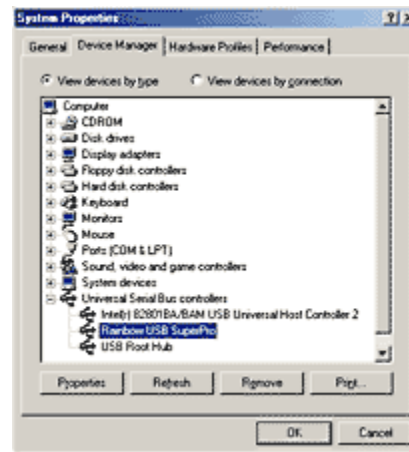 System Properties
General Device Manager Hardware Profiles Performance
View devices by type View devices by connection
Computer
CDROM
Disk drives
Display adapters
Floppy disk controllers
Hard disk controllers
Keyboard
Monitors
Mouse
Ports (COM & LPT)
Sound, video and game controllers
System devices
Universal Serial Bus controllers
Intel(r) 82801BA/BAM USB Universal Host Controller 2
Rainbow USB SuperPro
USB Root Hub
Properties Refresh Remove Print...
OK Cancel